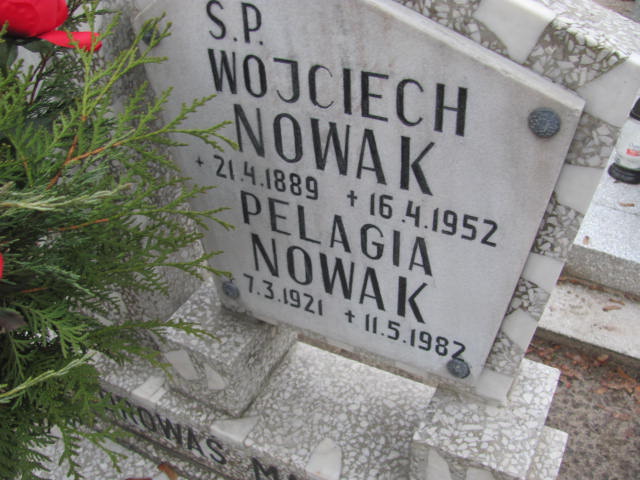 S.P.
WOJCIECH
NOWAK
+ 21.4.1889 + 16.4.1952
PELAGIA
NOWAK
7.3.1921 + 11.5.1982